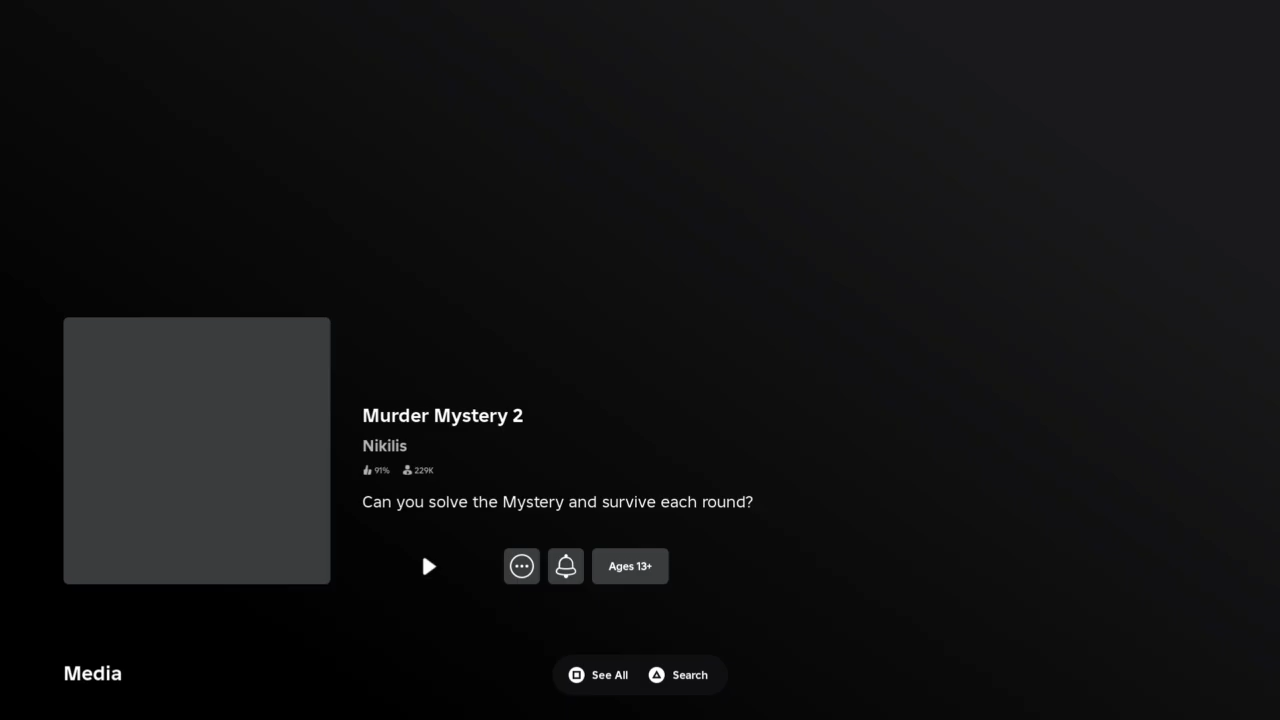 Murder Mystery 2
Nikilis
91% 229K
Can you solve the Mystery and survive each round?
Ages 13+
Media
See All Search